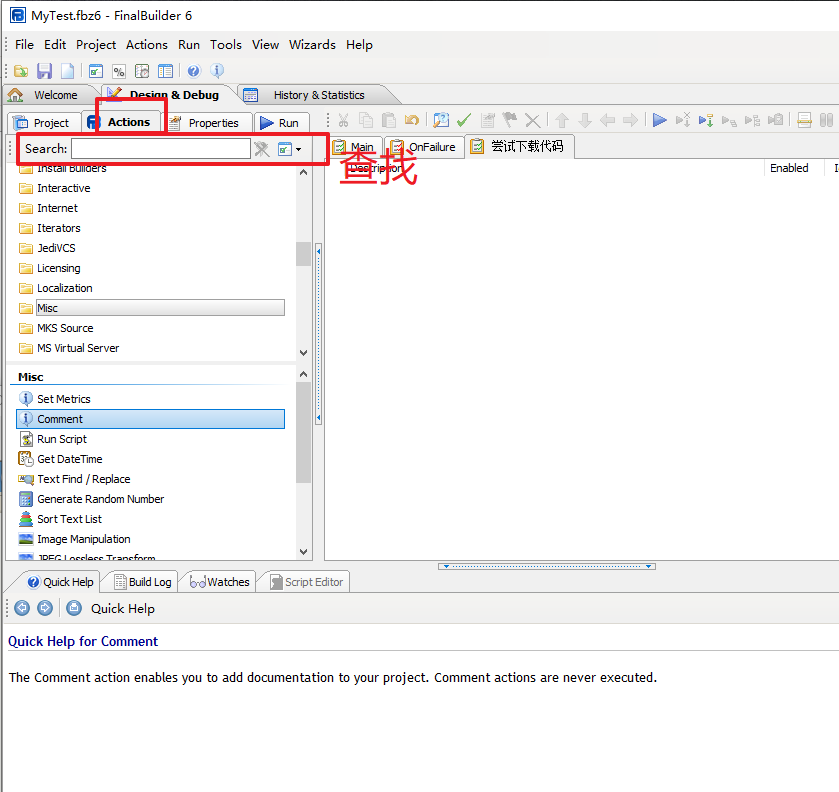 MyTest.fbz6 - FinalBuilder 6
File Edit Project Actions Run Tools View Wizards Help
Welcome Design & Debug History & Statistics
Project Actions Properties Run
Search:
Main OnFailure 尝试下载代码
查找
Description Enabled
Install Builders
Interactive
Internet
Iterators
JediVCS
Licensing
Localization
Misc
MKS Source
MS Virtual Server
Misc
Set Metrics
Comment
Run Script
Get DateTime
Text Find / Replace
Generate Random Number
Sort Text List
Image Manipulation
JPEG Lossless Transform
Quick Help Build Log Watches Script Editor
Quick Help
Quick Help for Comment
The Comment action enables you to add documentation to your project. Comment actions are never executed.